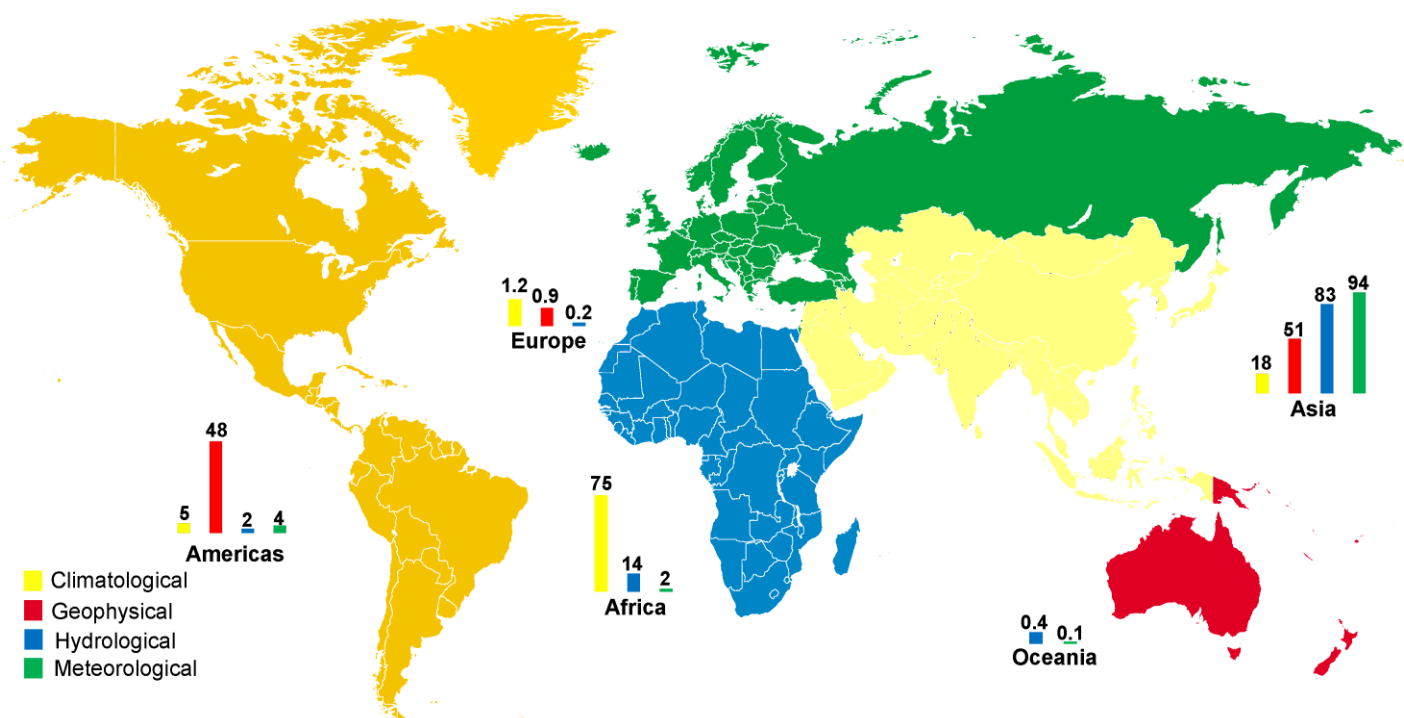 1.2 0.9 0.2
Europe
18 51 83 94
Asia
5 48 2 4
Americas
75 14 2
Africa
0.4 0.1
Oceania
Climatological
Geophysical
Hydrological
Meteorological